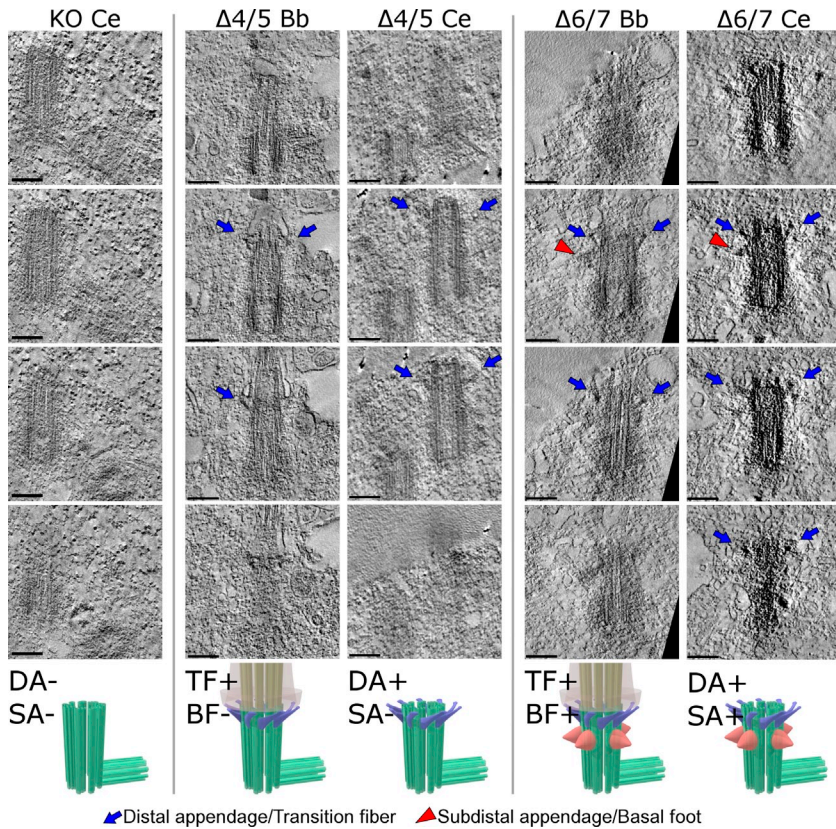 KO Ce Δ4/5 Bb Δ4/5 Ce Δ6/7 Bb Δ6/7 Ce
DA- TF+ DA+ TF+ DA+
SA- BF- SA- BF+ SA+
Distal appendage/Transition fiber Subdistal appendage/Basal foot